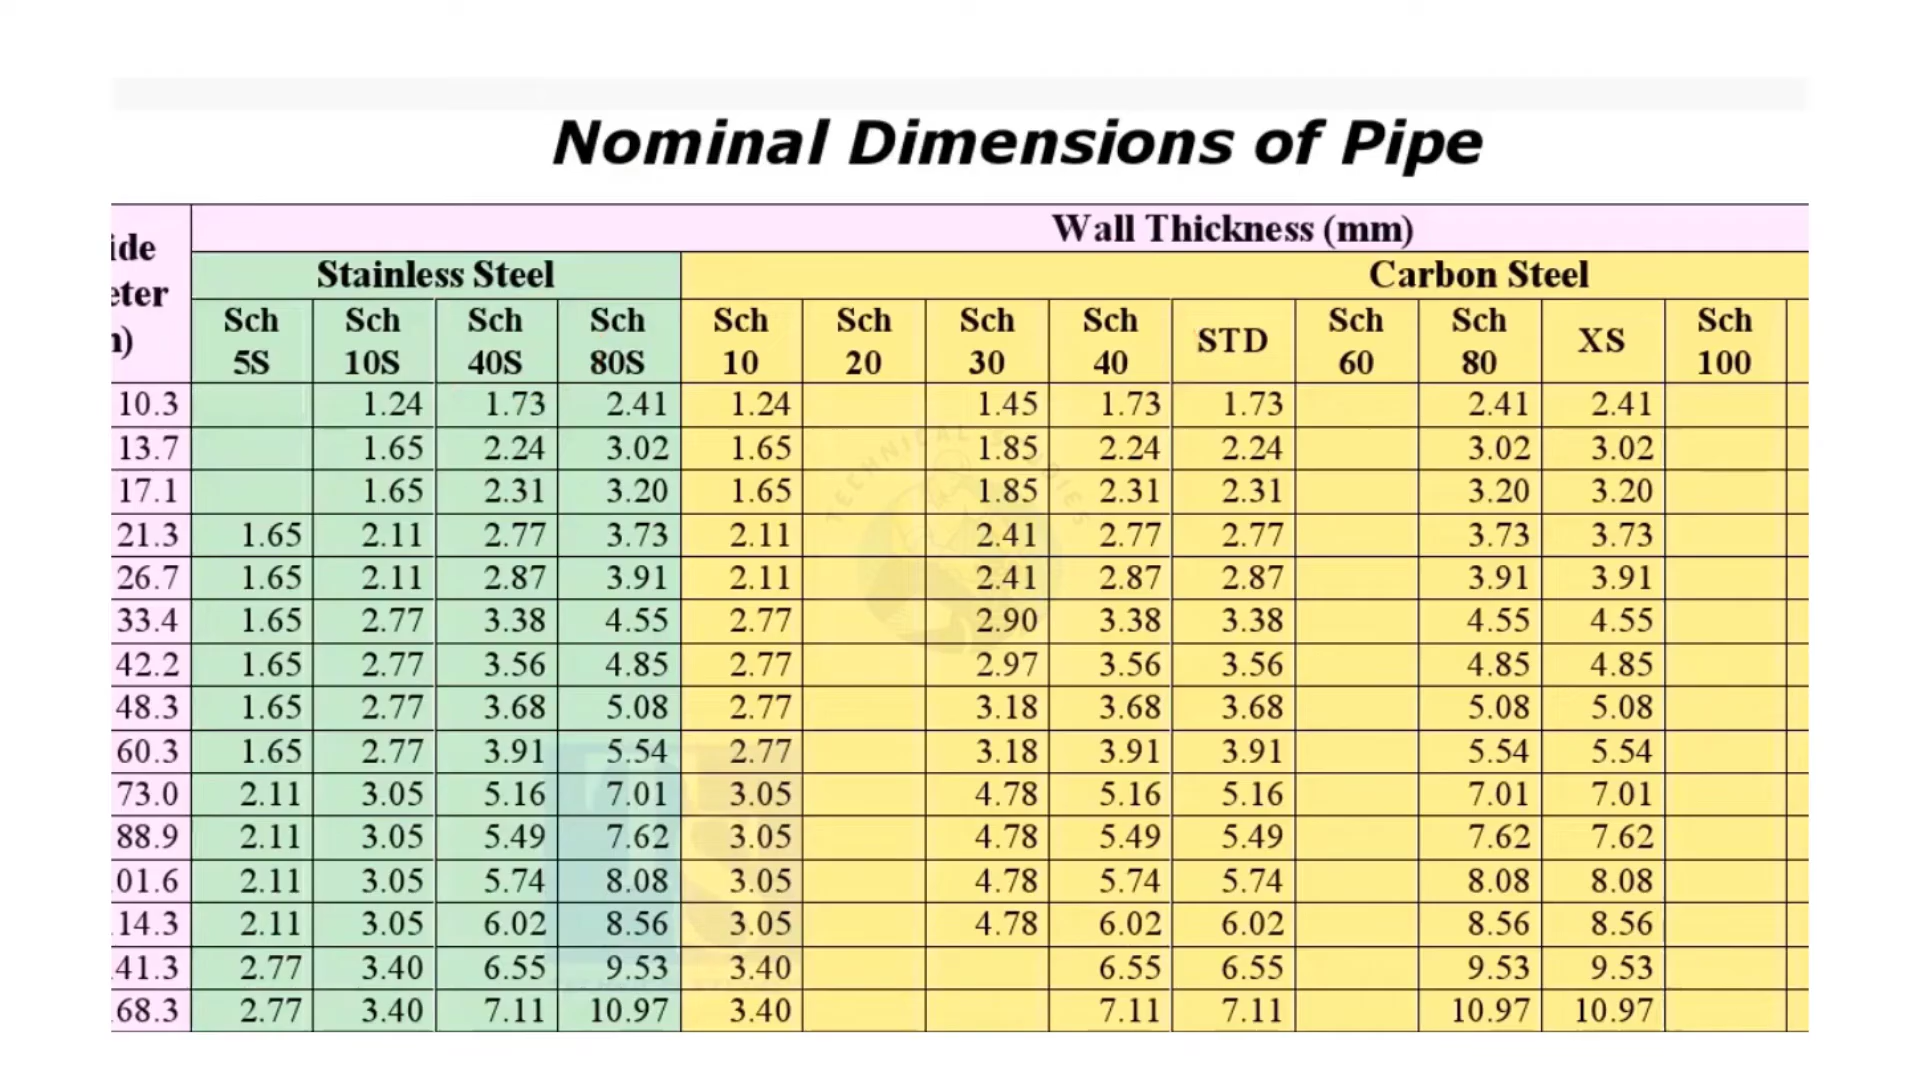 Nominal Dimensions of Pipe
Wall Thickness (mm)
ide
eter
Stainless Steel Carbon Steel
Sch 5S Sch 10S Sch 40S Sch 80S Sch 10 Sch 20 Sch 30 Sch 40 STD Sch 60 Sch 80 XS Sch 100
10.3 1.24 1.73 2.41 1.24 1.45 1.73 1.73 2.41 2.41
13.7 1.65 2.24 3.02 1.65 1.85 2.24 2.24 3.02 3.02
17.1 1.65 2.31 3.20 1.65 1.85 2.31 2.31 3.20 3.20
21.3 1.65 2.11 2.77 3.73 2.11 2.41 2.77 2.77 3.73 3.73
26.7 1.65 2.11 2.87 3.91 2.11 2.41 2.87 2.87 3.91 3.91
33.4 1.65 2.77 3.38 4.55 2.77 2.90 3.38 3.38 4.55 4.55
42.2 1.65 2.77 3.56 4.85 2.77 2.97 3.56 3.56 4.85 4.85
48.3 1.65 2.77 3.68 5.08 2.77 3.18 3.68 3.68 5.08 5.08
60.3 1.65 2.77 3.91 5.54 2.77 3.18 3.91 3.91 5.54 5.54
73.0 2.11 3.05 5.16 7.01 3.05 4.78 5.16 5.16 7.01 7.01
88.9 2.11 3.05 5.49 7.62 3.05 4.78 5.49 5.49 7.62 7.62
01.6 2.11 3.05 5.74 8.08 3.05 4.78 5.74 5.74 8.08 8.08
14.3 2.11 3.05 6.02 8.56 3.05 4.78 6.02 6.02 8.56 8.56
41.3 2.77 3.40 6.55 9.53 3.40 6.55 6.55 9.53 9.53
68.3 2.77 3.40 7.11 10.97 3.40 7.11 7.11 10.97 10.97